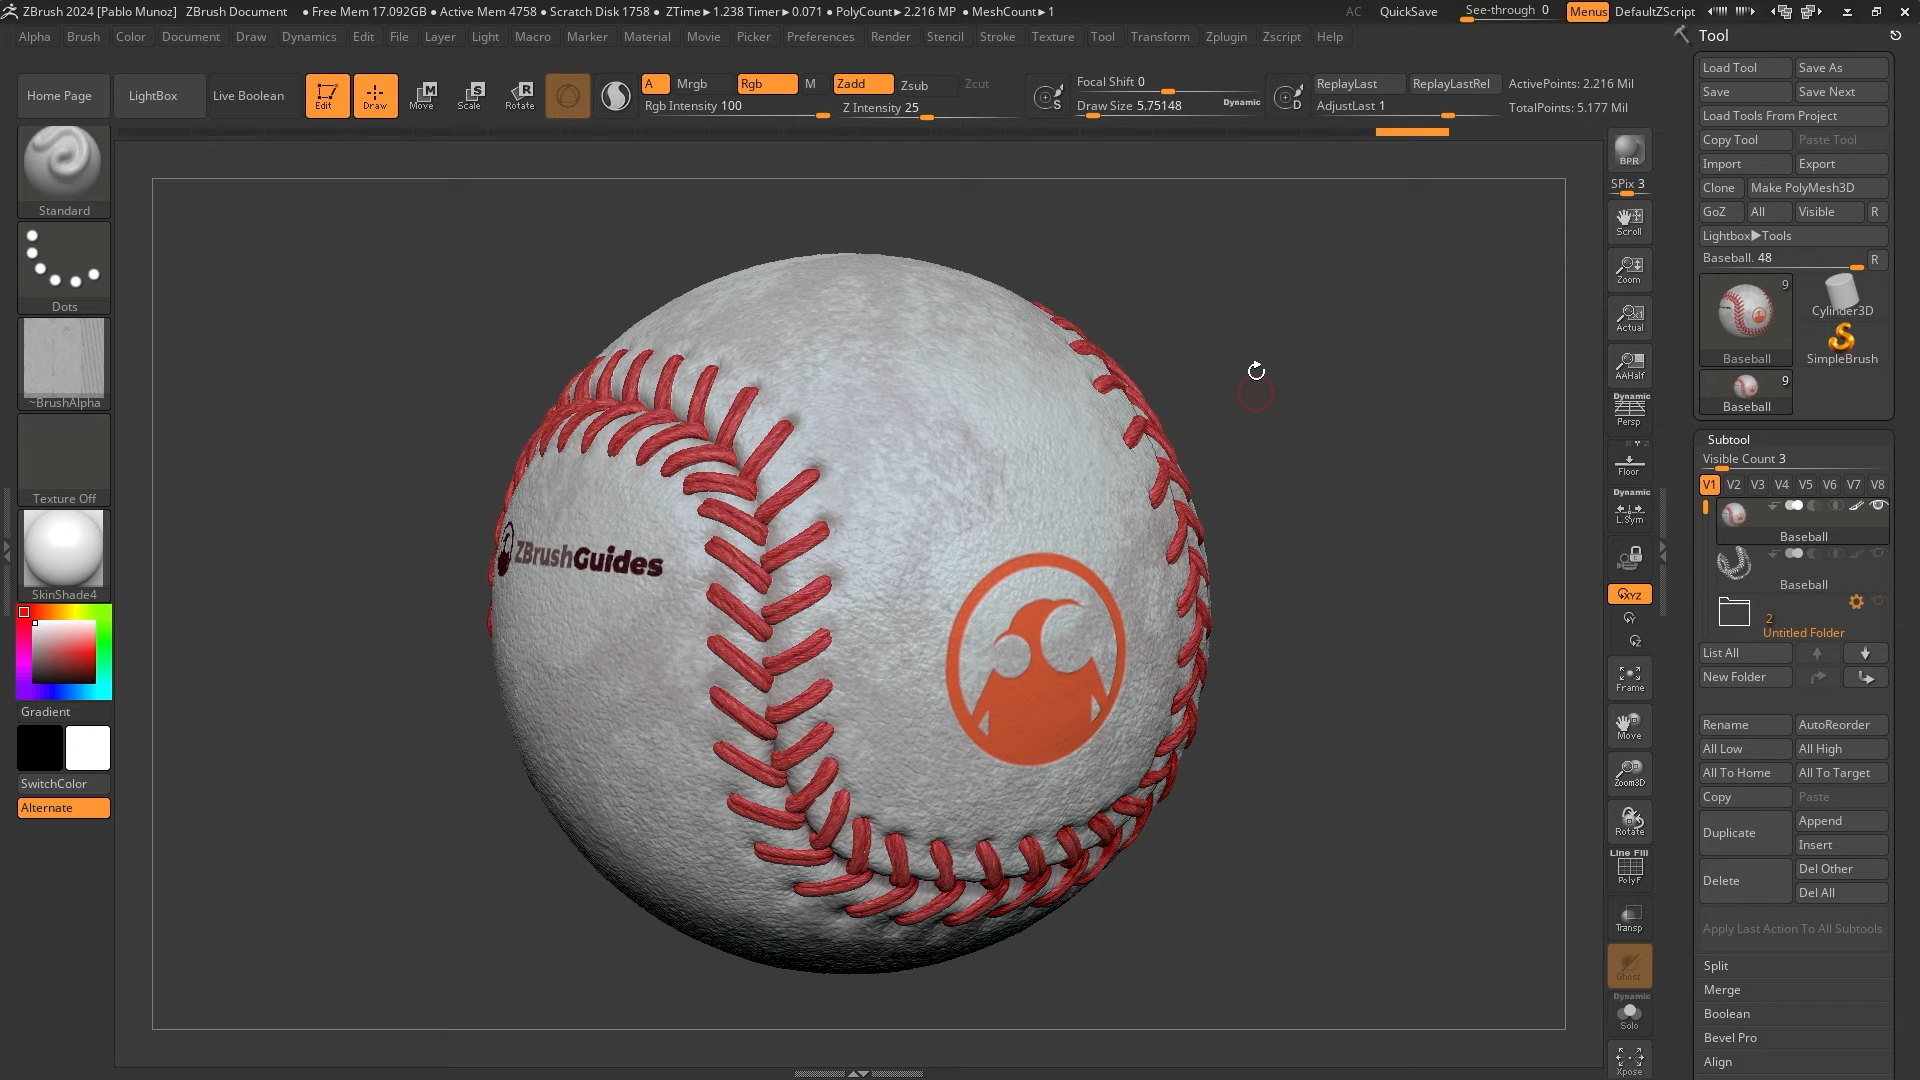 ZBrush 2024 [Pablo Munoz] ZBrush Document • Free Mem 17.092GB • Active Mem 4758 • Scratch Disk 1758 • ZTime►1.238 Timer►0.071 • PolyCount►2.216 MP • MeshCount►1 AC QuickSave See-through 0 Menus DefaultZScript
Alpha Brush Color Document Draw Dynamics Edit File Layer Light Macro Marker Material Movie Picker Preferences Render Stencil Stroke Texture Tool Transform Zplugin Zscript Help
Home Page LightBox Live Boolean
Edit Draw Move Scale Rotate
A Mrgb Rgb M Zadd Zsub Zcut
Rgb Intensity 100 Z Intensity 25
Focal Shift 0
Draw Size 5.75148 Dynamic
ReplayLast ReplayLastRel ActivePoints: 2.216 Mil
AdjustLast 1 TotalPoints: 5.177 Mil
Standard
Dots
~BrushAlpha
Texture Off
SkinShade4
Gradient
SwitchColor
Alternate
ZBrushGuides
BPR
SPix 3
Scroll
Zoom
Actual
AAHalf
Dynamic
Persp
Floor
Dynamic
L.Sym
XYZ
Frame
Move
Zoom3D
Rotate
Line Fill
PolyF
Transp
Ghost
Dynamic
Solo
Xpose
Tool
Load Tool Save As
Save Save Next
Load Tools From Project
Copy Tool Paste Tool
Import Export
Clone Make PolyMesh3D
GoZ All Visible R
Lightbox►Tools
Baseball. 48 R
9
Cylinder3D
Baseball SimpleBrush
9
Baseball
Subtool
Visible Count 3
V1 V2 V3 V4 V5 V6 V7 V8
Baseball
Baseball
2
Untitled Folder
List All
New Folder
Rename AutoReorder
All Low All High
All To Home All To Target
Copy Paste
Duplicate Append
Insert
Delete Del Other
Del All
Apply Last Action To All Subtools
Split
Merge
Boolean
Bevel Pro
Align